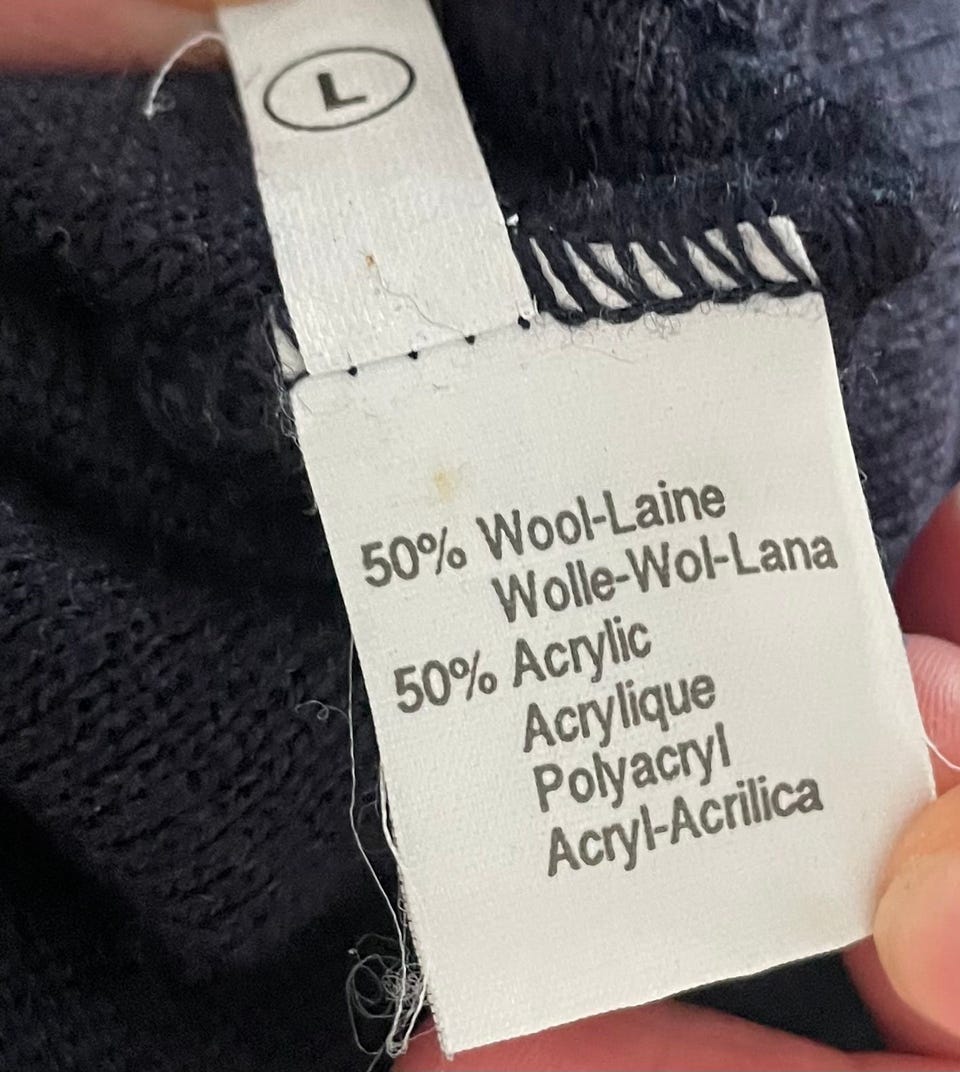 L
50% Wool-Laine
Wolle-Wol-Lana
50% Acrylic
Acrylique
Polyacryl
Acryl-Acrilica